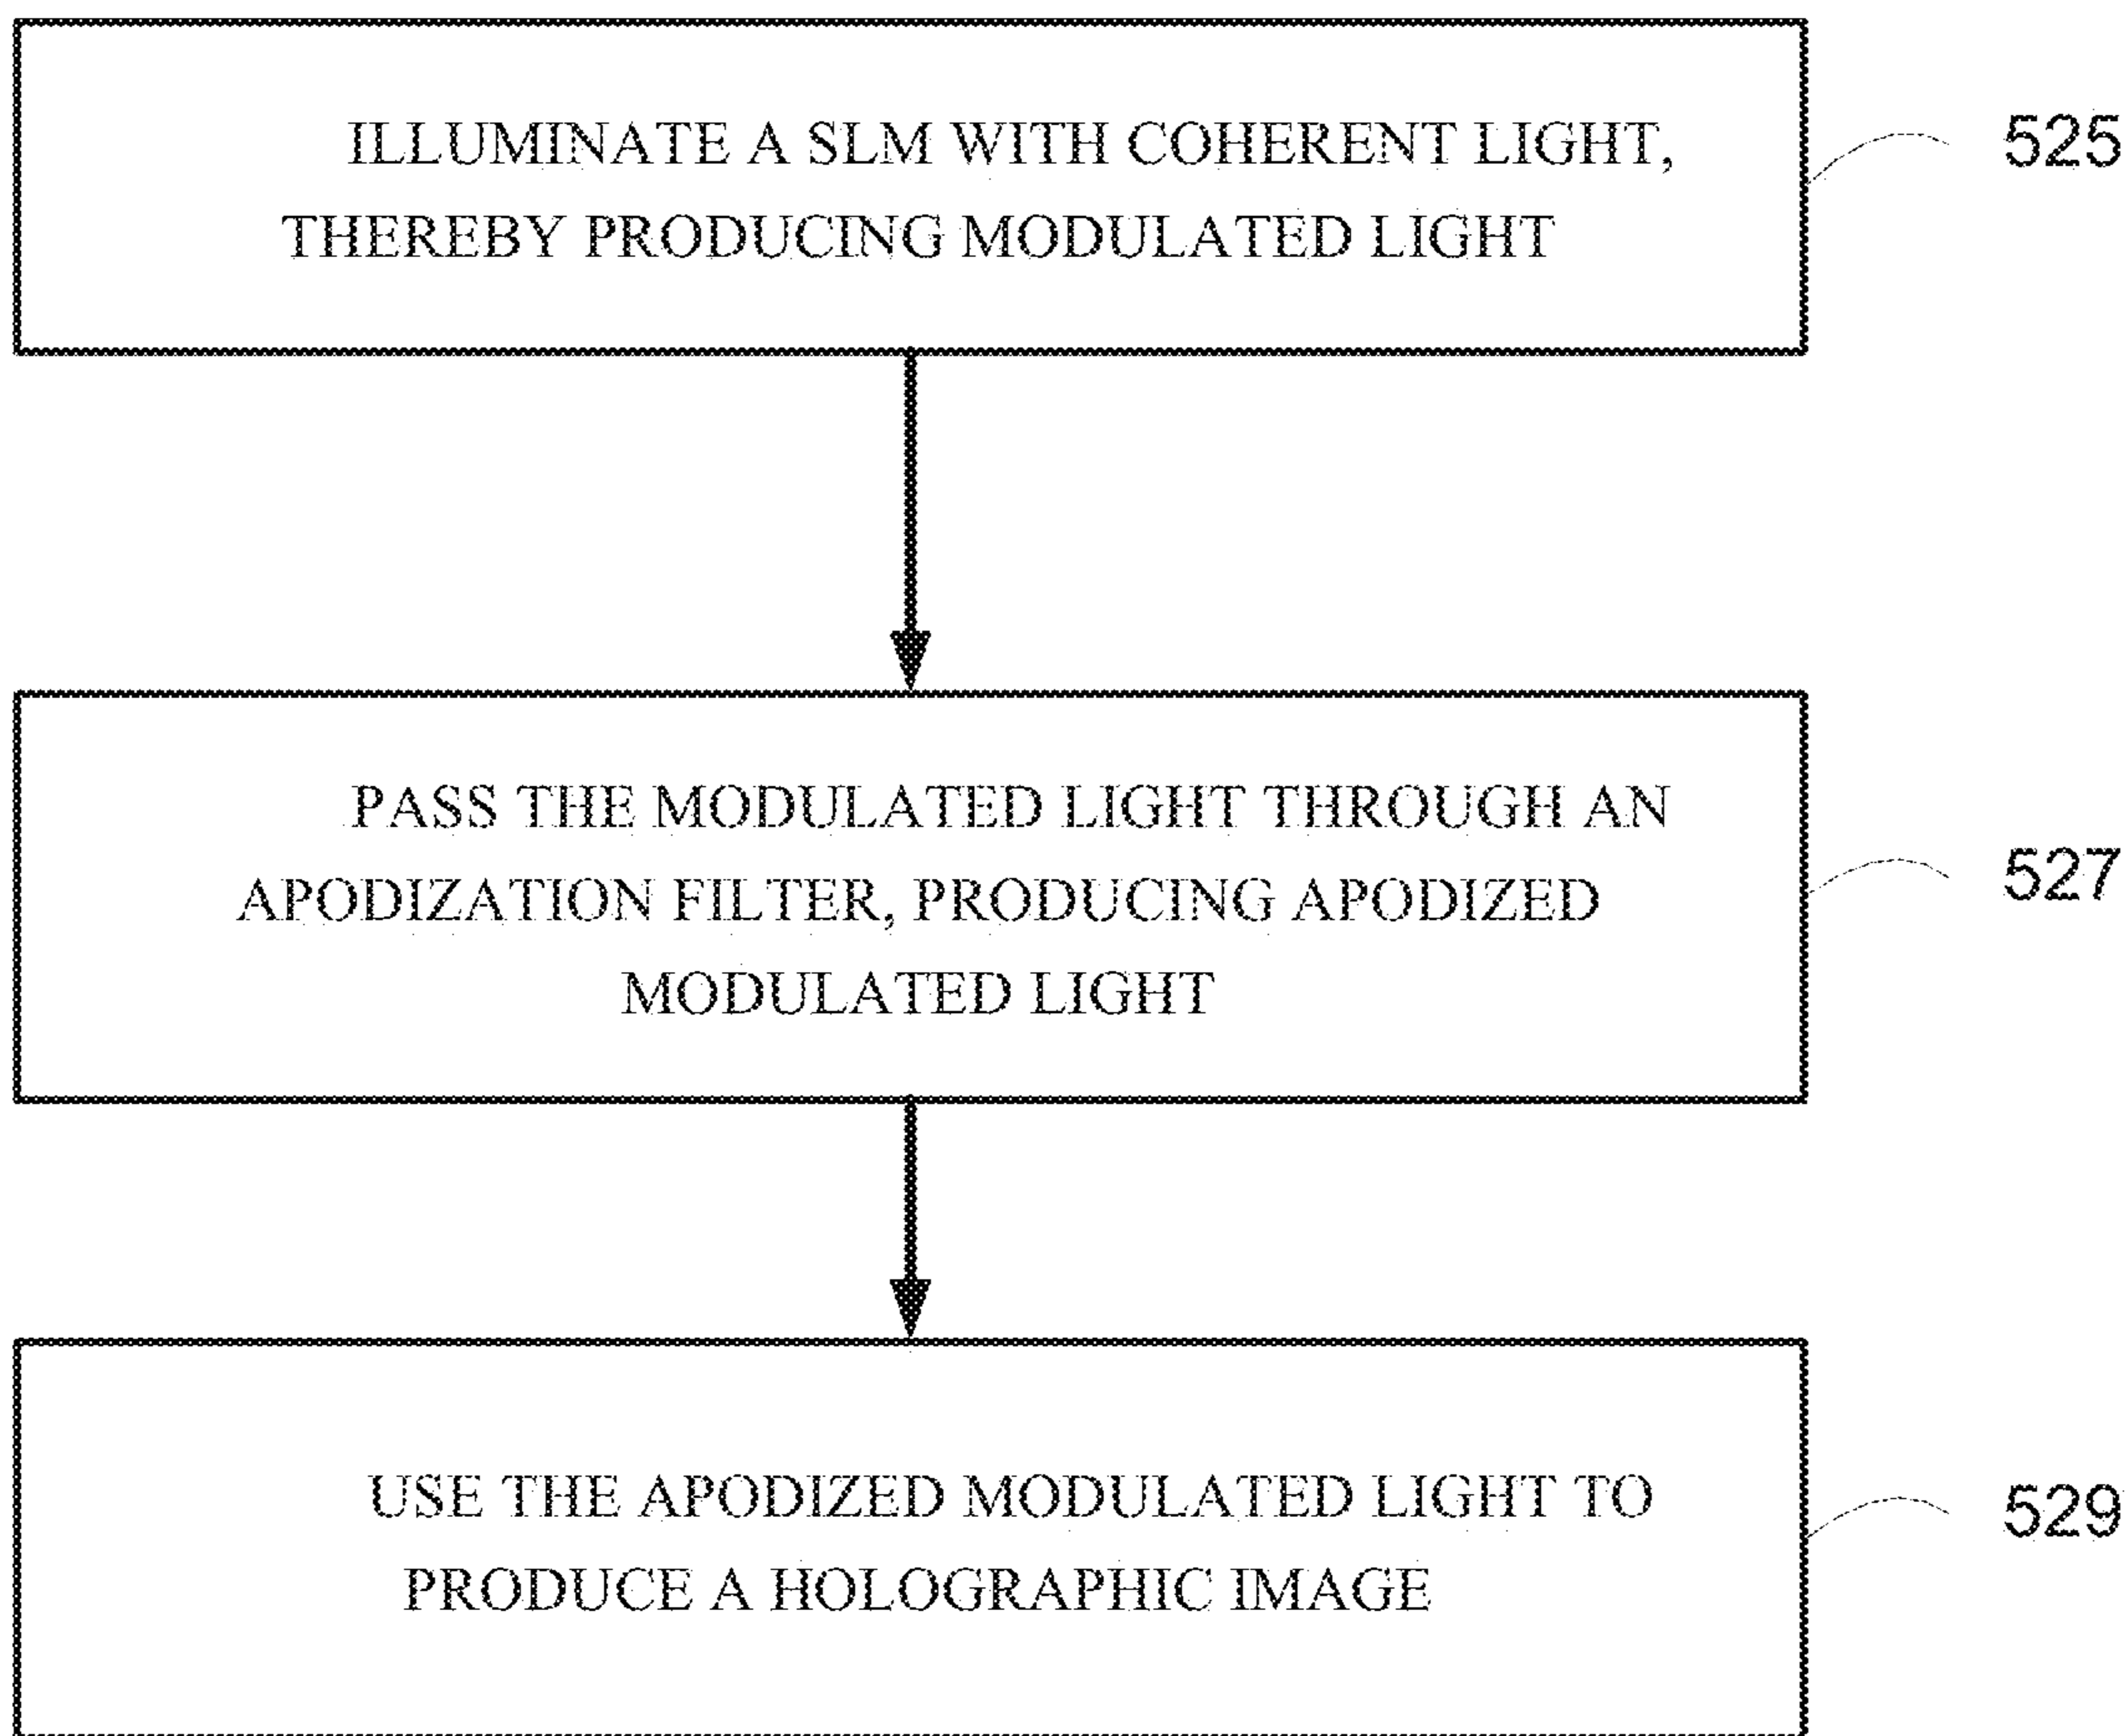 ILLUMINATE A SLM WITH COHERENT LIGHT,
THEREBY PRODUCING MODULATED LIGHT
525
PASS THE MODULATED LIGHT THROUGH AN
APODIZATION FILTER, PRODUCING APODIZED
MODULATED LIGHT
527
USE THE APODIZED MODULATED LIGHT TO
PRODUCE A HOLOGRAPHIC IMAGE
529